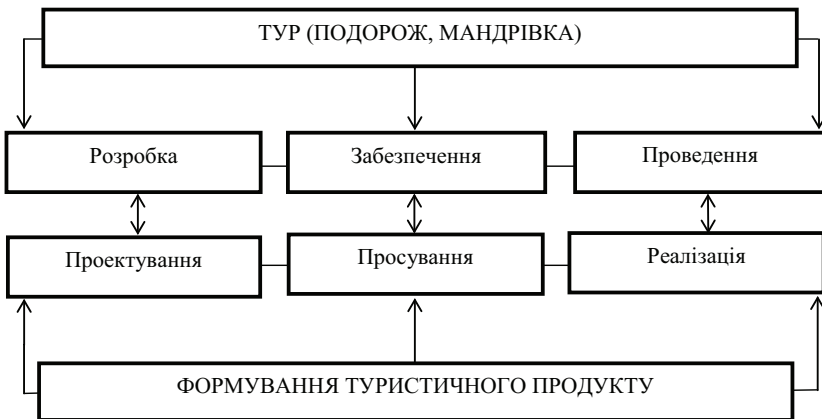 ТУР (ПОДОРОЖ, МАНДРІВКА)
Розробка
Забезпечення
Проведення
Проектування
Просування
Реалізація
ФОРМУВАННЯ ТУРИСТИЧНОГО ПРОДУКТУ